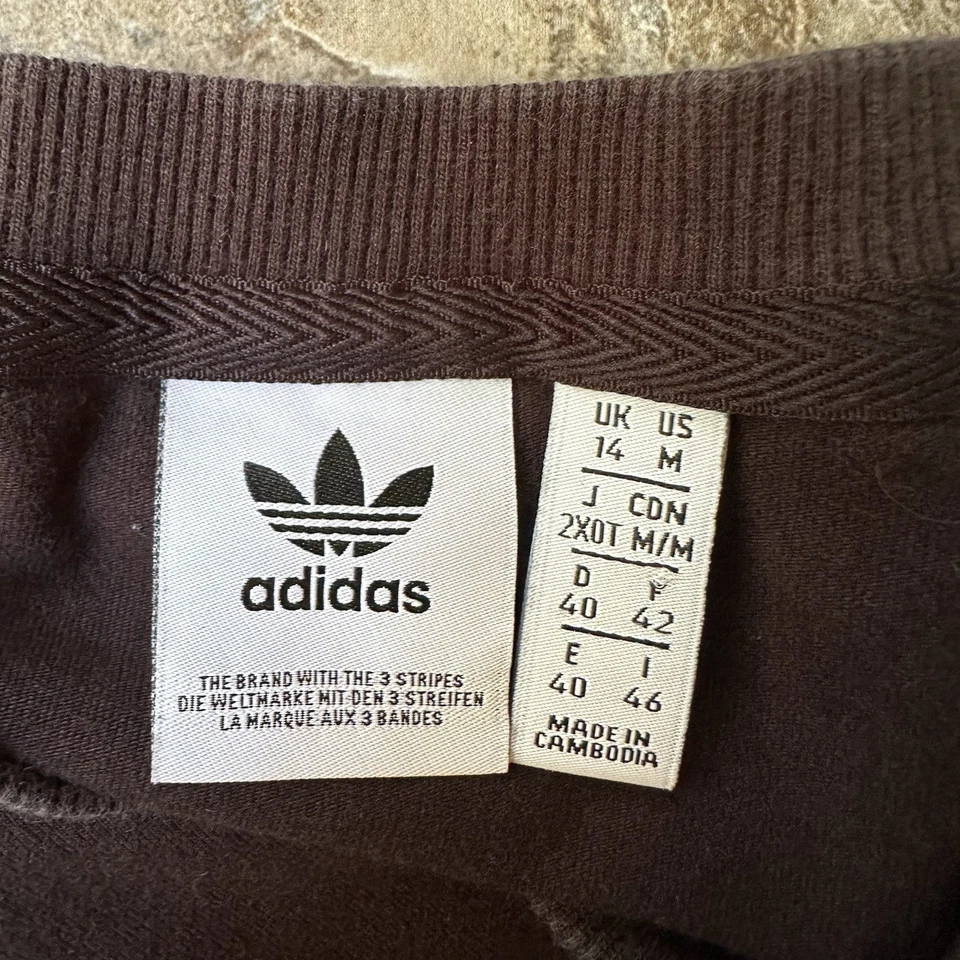 adidas
THE BRAND WITH THE 3 STRIPES
DIE WELTMARKE MIT DEN 3 STREIFEN
LA MARQUE AUX 3 BANDES
UK US
14 M
J CDN
2XOT M/M
D F
40 42
E I
40 46
MADE IN
CAMBODIA